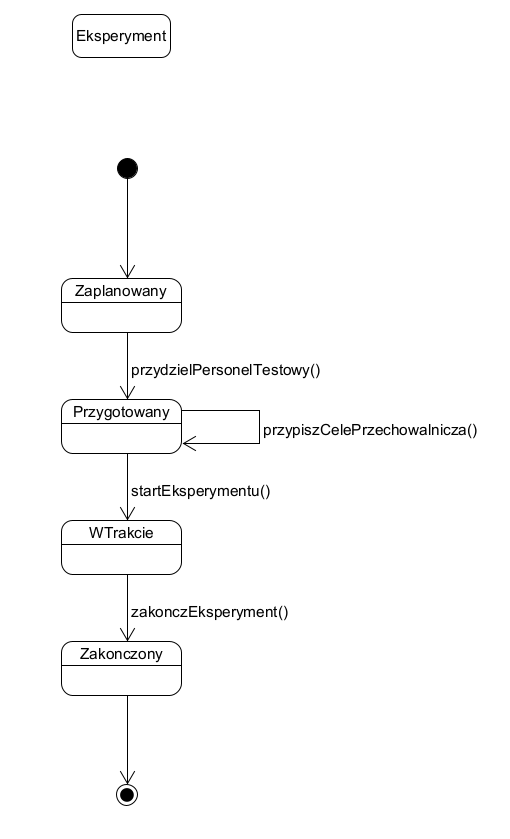 Eksperyment
Zaplanowany
przydzielPersonelTestowy()
Przygotowany
przypiszCelePrzechowalnicza()
startEksperymentu()
WTrakcie
zakonczEksperyment()
Zakonczony